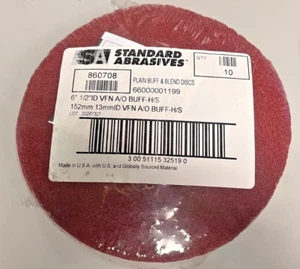 SA STANDARD ABRASIVES
QTY
10
860708
PLAIN BUFF & BLEND DISCS
66000001199
6" 1/2"ID VFN A/O BUFF-H/S
152mm 13mmID VFN A/O BUFF-H/S
LOT
3 00 51115 32519 0
Made in U.S.A. with U.S. and Globally Sourced Material